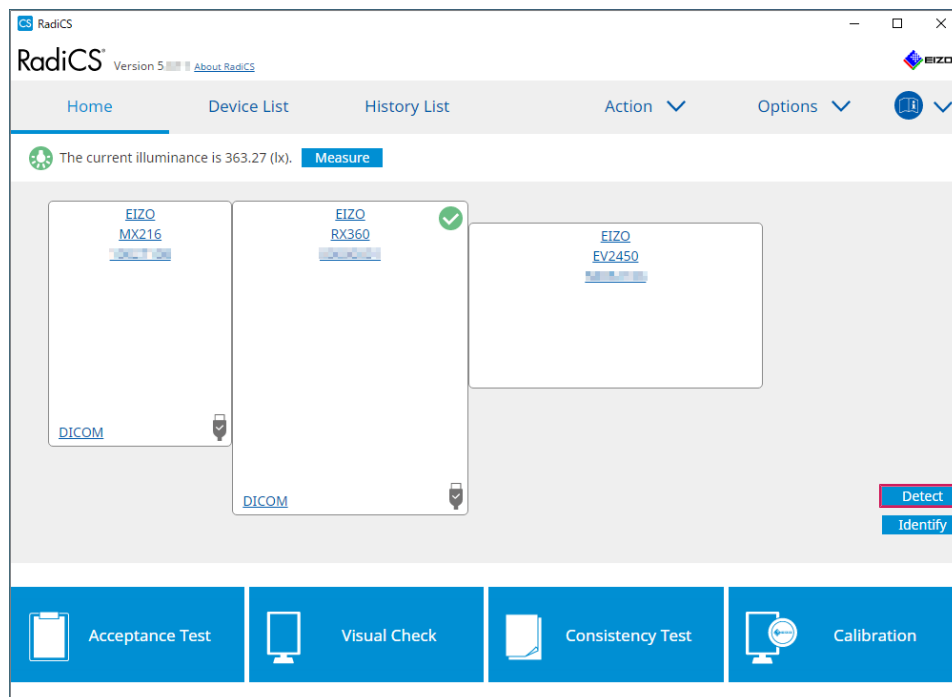 CS RadiCS
RadiCS Version 5. About RadiCS
EIZO
Home Device List History List Action Options
The current illuminance is 363.27 (lx). Measure
EIZO
MX216
DICOM
EIZO
RX360
DICOM
EIZO
EV2450
Detect
Identify
Acceptance Test Visual Check Consistency Test Calibration